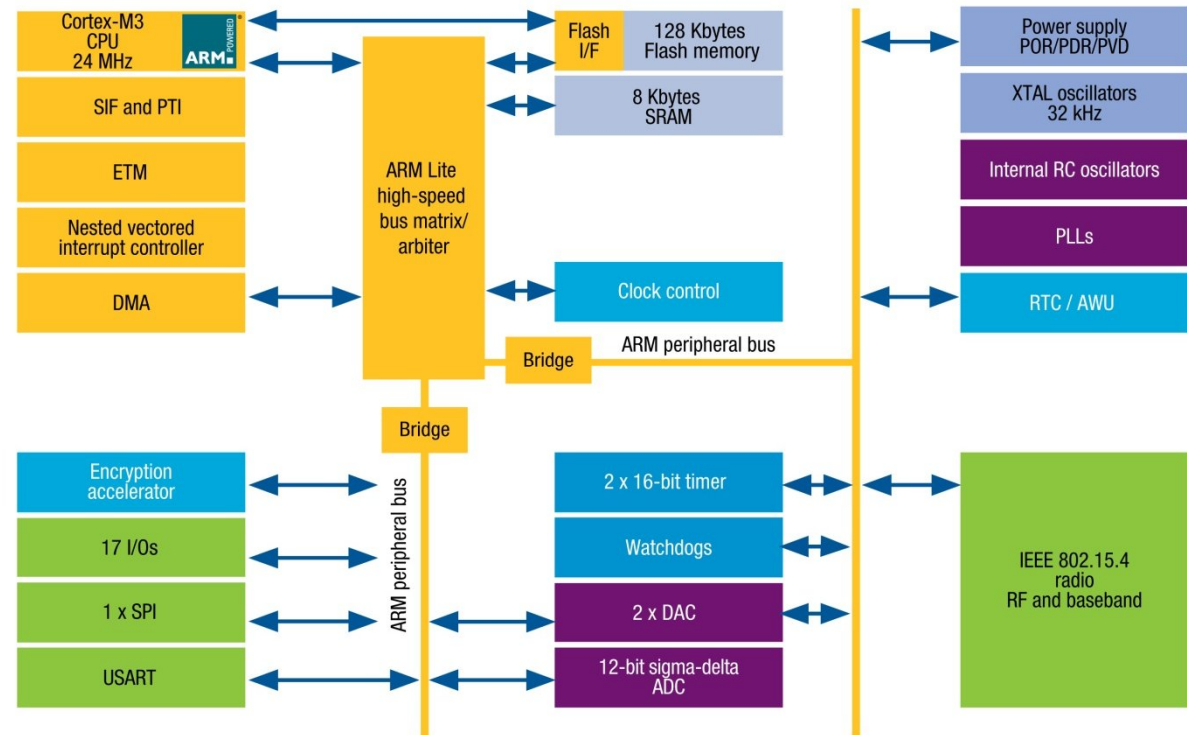 Cortex-M3
CPU
24 MHz
ARM
POWERED
®
SIF and PTI
ETM
Nested vectored
interrupt controller
DMA
ARM Lite
high-speed
bus matrix/
arbiter
Flash
I/F
128 Kbytes
Flash memory
8 Kbytes
SRAM
Clock control
Bridge
ARM peripheral bus
Bridge
ARM peripheral bus
Power supply
POR/PDR/PVD
XTAL oscillators
32 kHz
Internal RC oscillators
PLLs
RTC / AWU
Encryption
accelerator
17 I/Os
1 x SPI
USART
2 x 16-bit timer
Watchdogs
2 x DAC
12-bit sigma-delta
ADC
IEEE 802.15.4
radio
RF and baseband